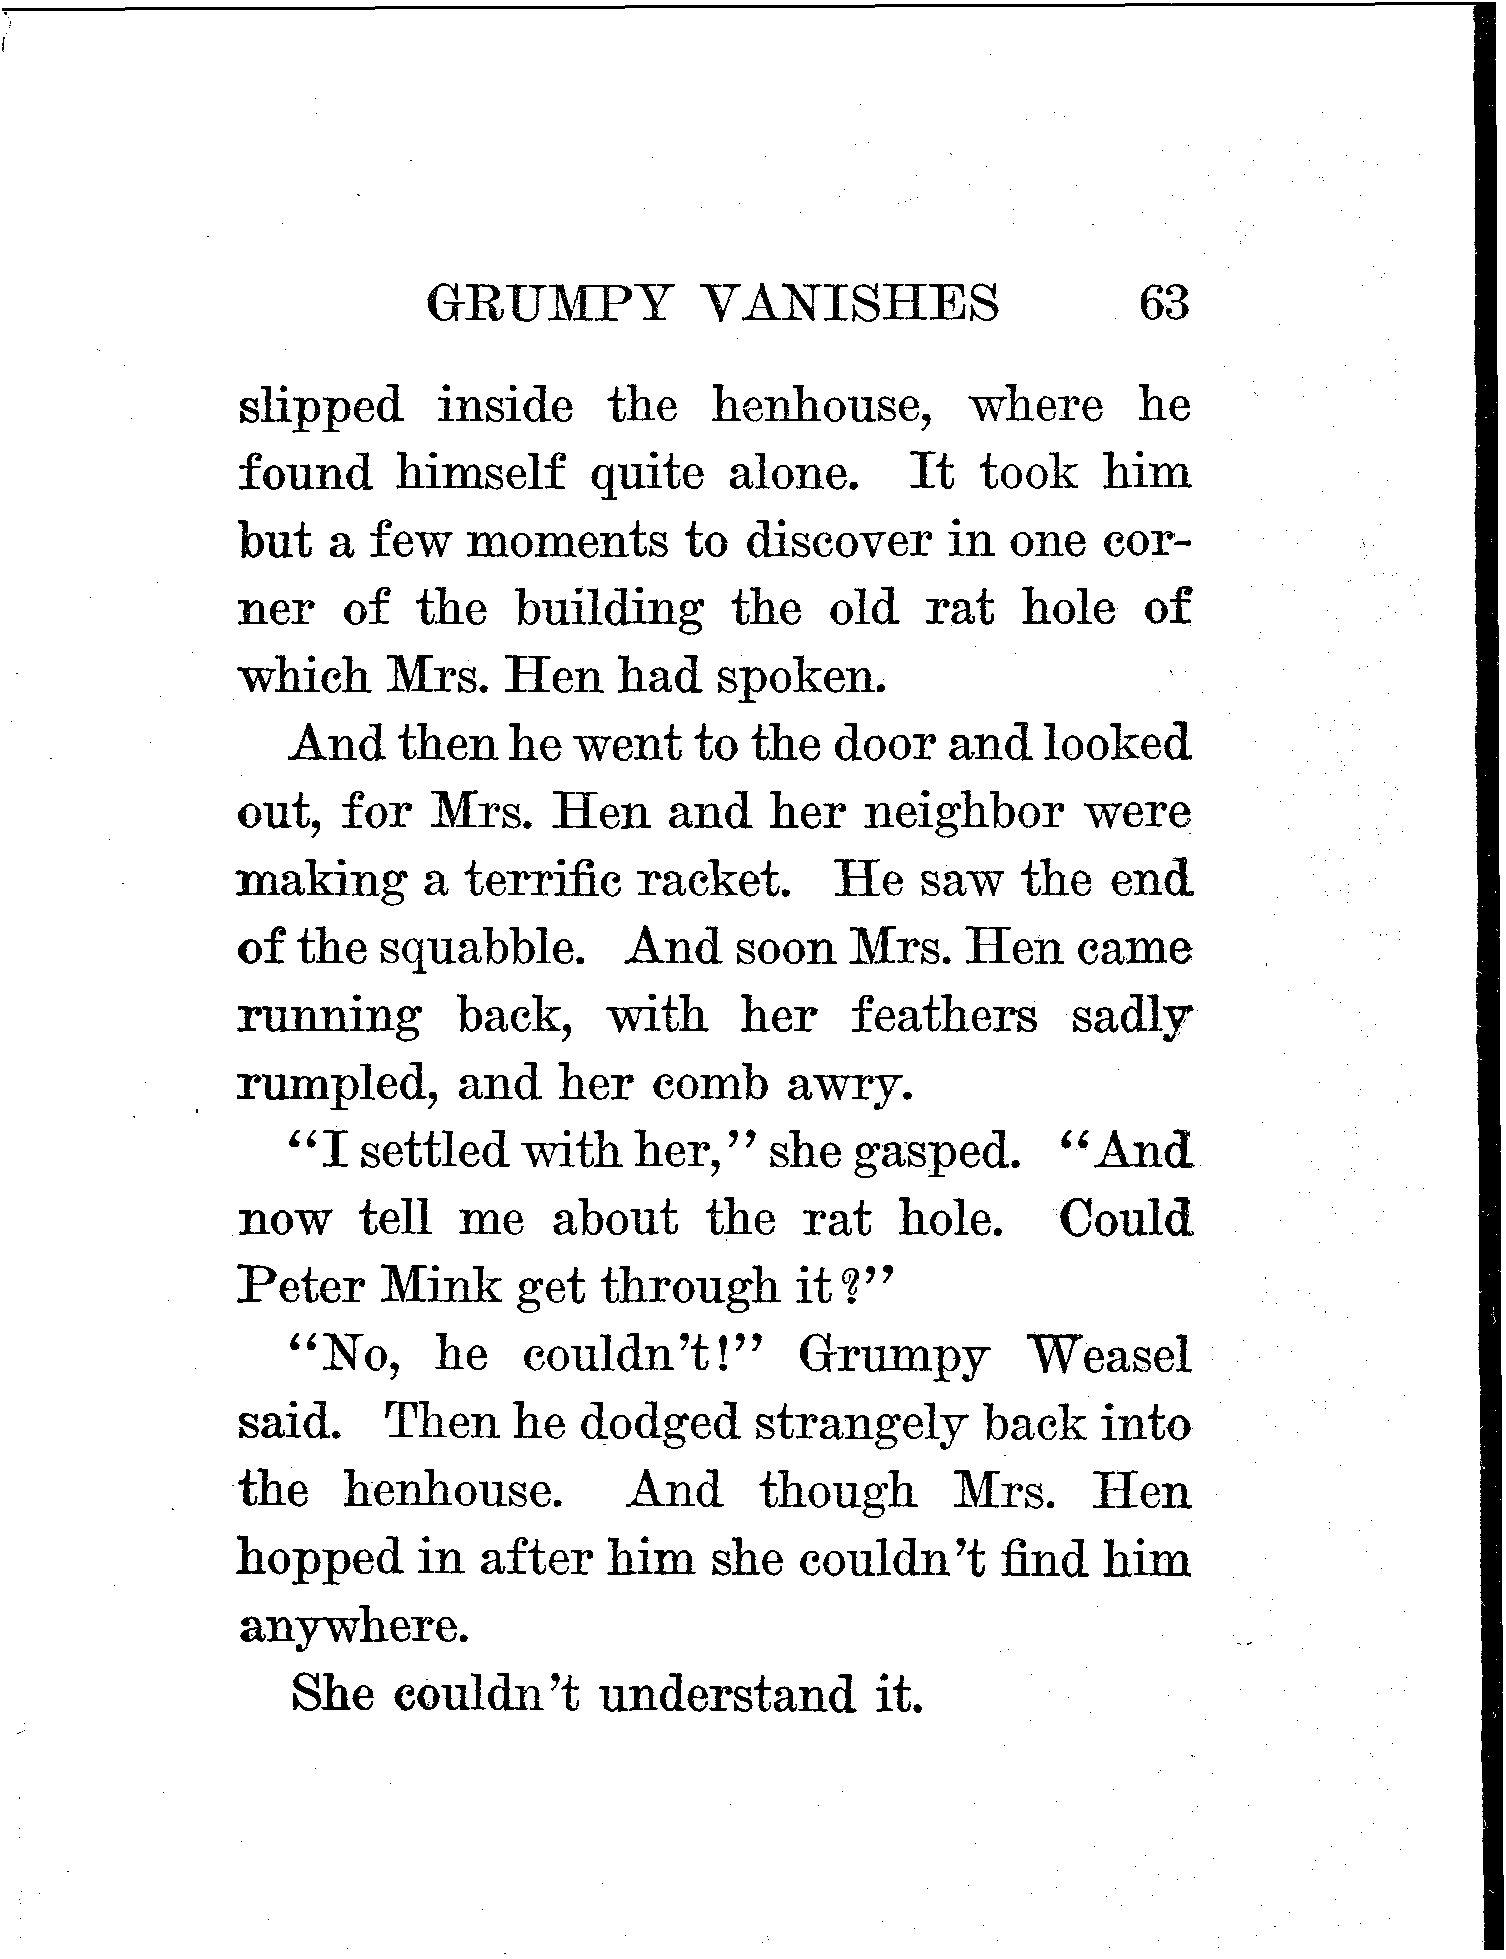 GRUMPY VANISHES 63
slipped inside the henhouse, where he
found himself quite alone. It took him
but a few moments to discover in one cor-
ner of the building the old rat hole of
which Mrs. Hen had spoken.
And then he went to the door and looked
out, for Mrs. Hen and her neighbor were
making a terrific racket. He saw the end
of the squabble. And soon Mrs. Hen came
running back, with her feathers sadly
rumpled, and her comb awry.
"I settled with her," she gasped. "And
now tell me about the rat hole. Could
Peter Mink get through it?"
"No, he couldn't!" Grumpy Weasel
said. Then he dodged strangely back into
the henhouse. And though Mrs. Hen
hopped in after him she couldn't find him
anywhere.
She couldn't understand it.